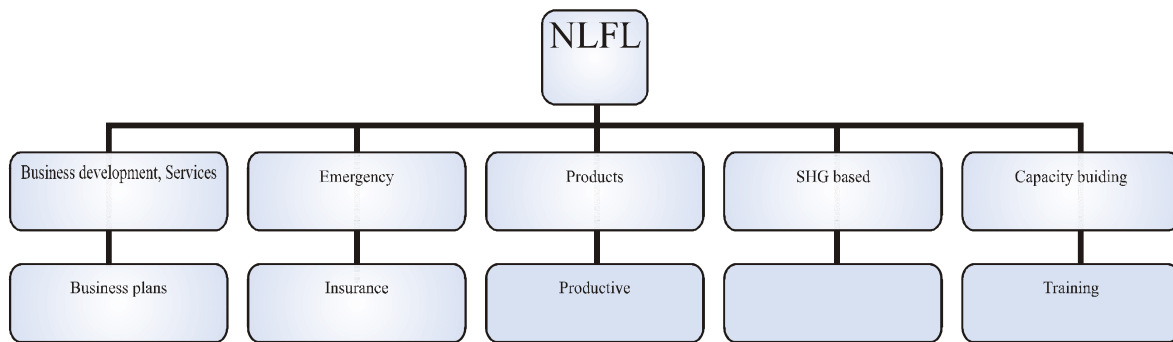 NLFL
Business development, Services
Emergency
Products
SHG based
Capacity buiding
Business plans
Insurance
Productive
Training